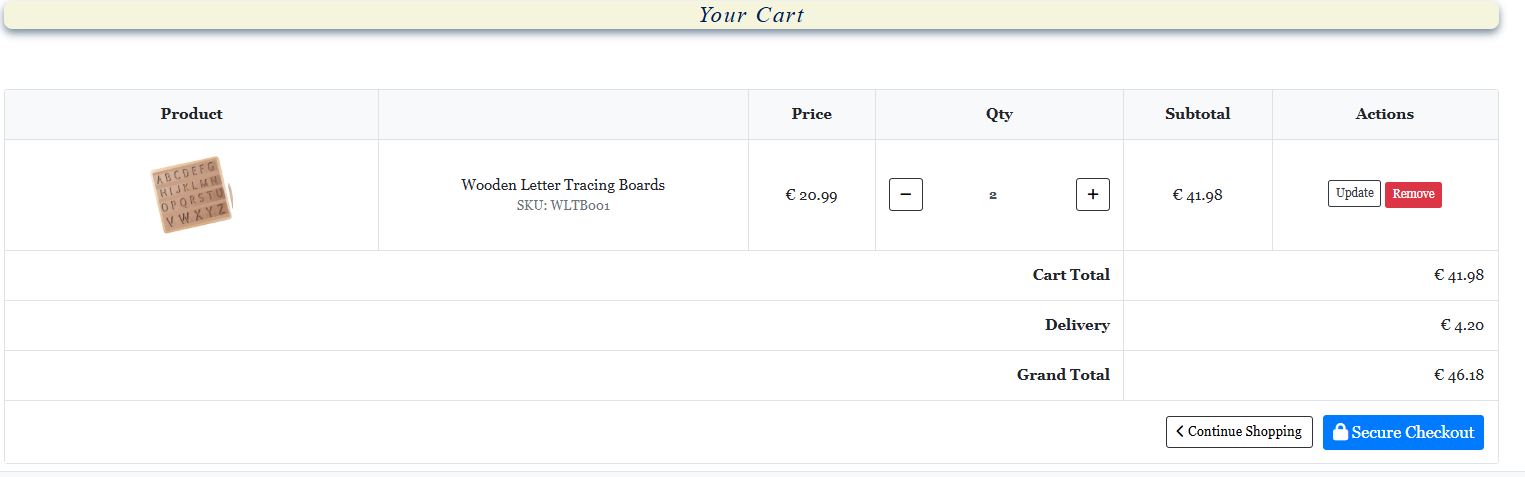 Your Cart
Product Price Qty Subtotal Actions
ABCDEFG
HIJKLMN
OPQRSTU
VWXYZ
Wooden Letter Tracing Boards
SKU: WLTB001
€ 20.99 − 2 + € 41.98 Update Remove
Cart Total € 41.98
Delivery € 4.20
Grand Total € 46.18
Continue Shopping Secure Checkout